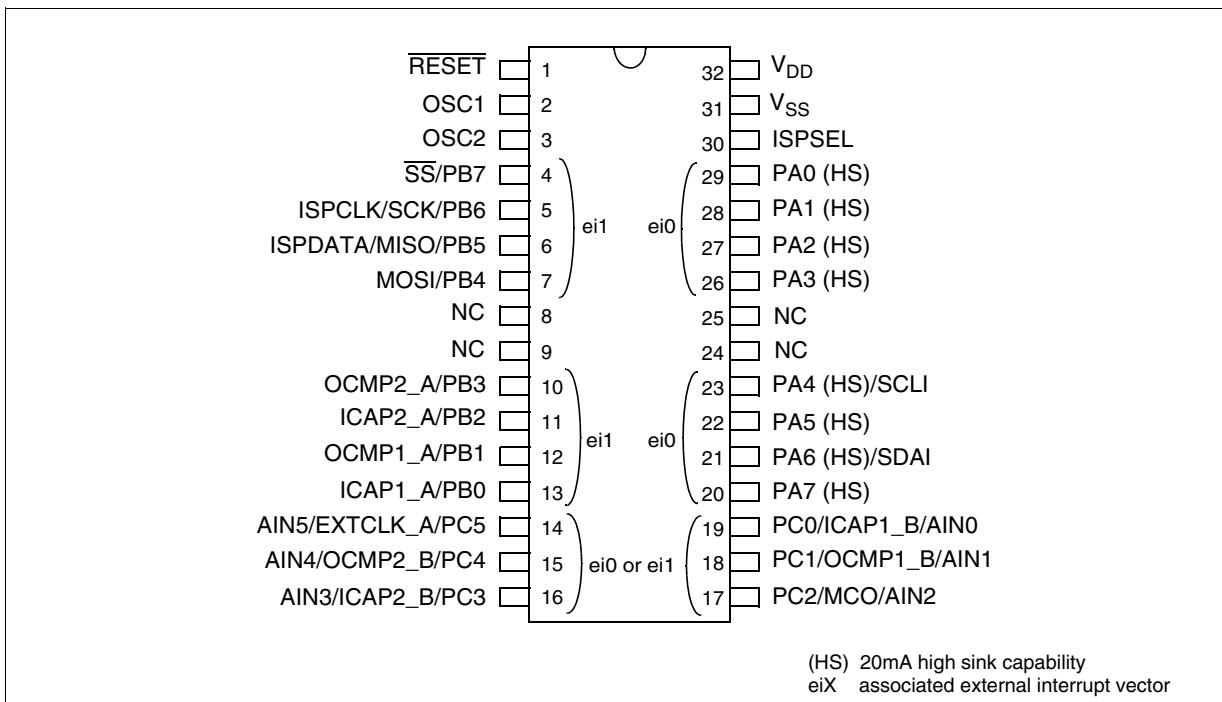 RESET 1 32 VDD
OSC1 2 31 VSS
OSC2 3 30 ISPSEL
SS/PB7 4 29 PA0 (HS)
ISPCLK/SCK/PB6 5 28 PA1 (HS)
ei1 ei0
ISPDATA/MISO/PB5 6 27 PA2 (HS)
MOSI/PB4 7 26 PA3 (HS)
NC 8 25 NC
NC 9 24 NC
OCMP2_A/PB3 10 23 PA4 (HS)/SCLI
ICAP2_A/PB2 11 22 PA5 (HS)
ei1 ei0
OCMP1_A/PB1 12 21 PA6 (HS)/SDAI
ICAP1_A/PB0 13 20 PA7 (HS)
AIN5/EXTCLK_A/PC5 14 19 PC0/ICAP1_B/AIN0
AIN4/OCMP2_B/PC4 15 ei0 or ei1 18 PC1/OCMP1_B/AIN1
AIN3/ICAP2_B/PC3 16 17 PC2/MCO/AIN2
(HS) 20mA high sink capability
eiX associated external interrupt vector